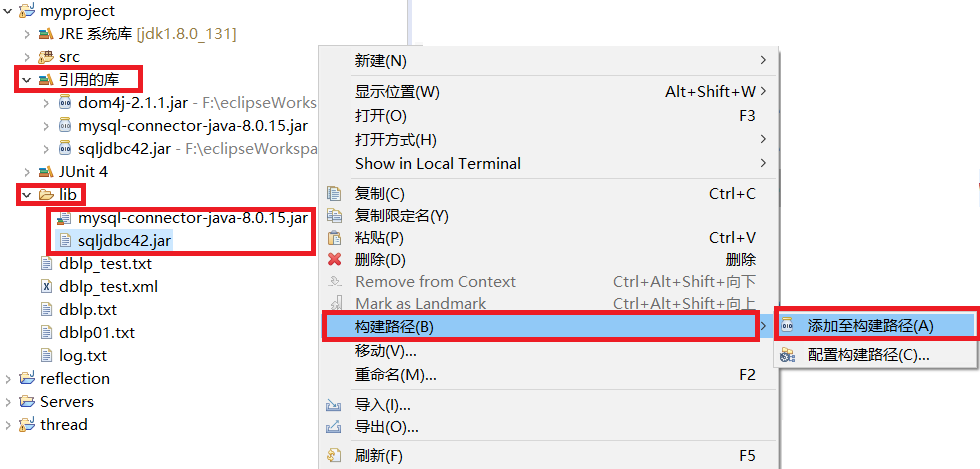 myproject
JRE 系统库 [jdk1.8.0_131]
src
引用的库
dom4j-2.1.1.jar - F:\eclipseWorks
mysql-connector-java-8.0.15.jar
sqljdbc42.jar - F:\eclipseWorkspa
JUnit 4
lib
mysql-connector-java-8.0.15.jar
sqljdbc42.jar
dblp_test.txt
dblp_test.xml
dblp.txt
dblp01.txt
log.txt
reflection
Servers
thread
新建(N)
显示位置(W) Alt+Shift+W
打开(O) F3
打开方式(H)
Show in Local Terminal
复制(C) Ctrl+C
复制限定名(Y)
粘贴(P) Ctrl+V
删除(D) 删除
Remove from Context Ctrl+Alt+Shift+向下
Mark as Landmark Ctrl+Alt+Shift+向上
构建路径(B)
移动(V)...
重命名(M)... F2
导入(I)...
导出(O)...
刷新(F) F5
添加至构建路径(A)
配置构建路径(C)...